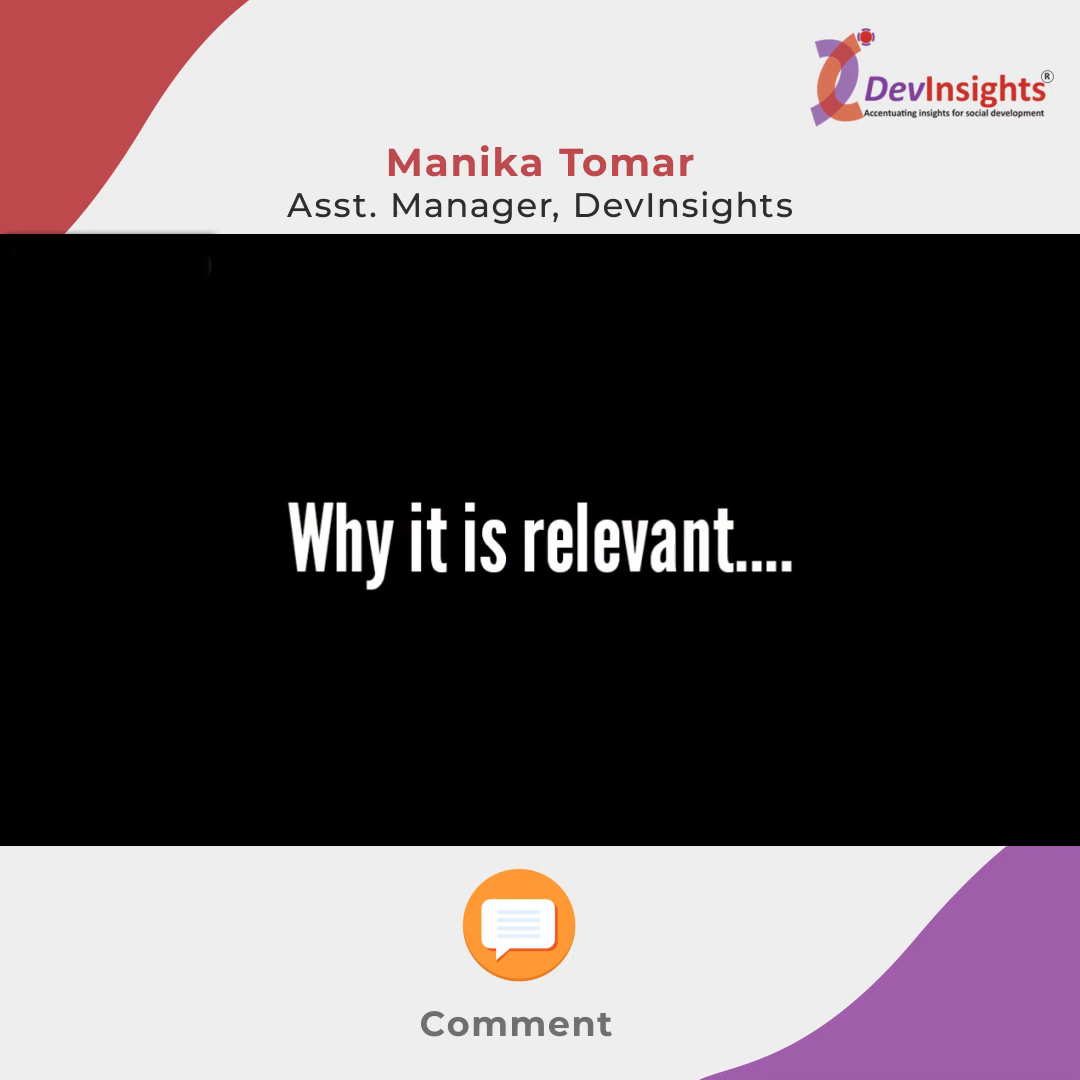 DevInsights®
Accentuating insights for social development
Manika Tomar
Asst. Manager, DevInsights
Why it is relevant....
Comment